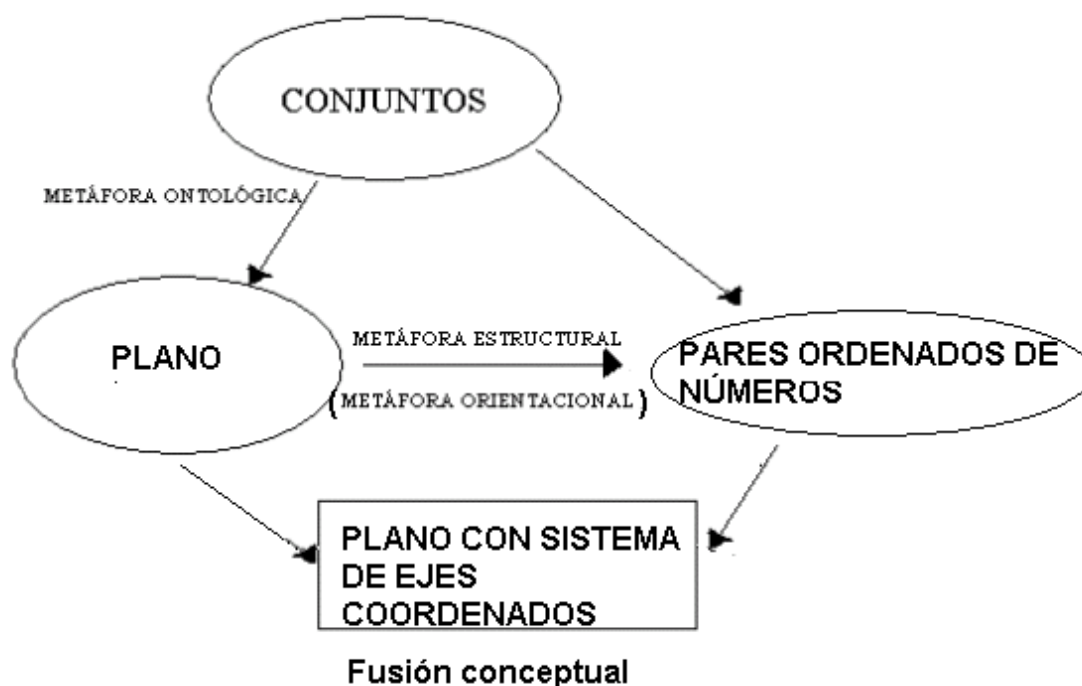 CONJUNTOS
METÁFORA ONTOLÓGICA
PLANO
METÁFORA ESTRUCTURAL
(METÁFORA ORIENTACIONAL)
PARES ORDENADOS DE
NÚMEROS
PLANO CON SISTEMA
DE EJES
COORDENADOS
Fusión conceptual